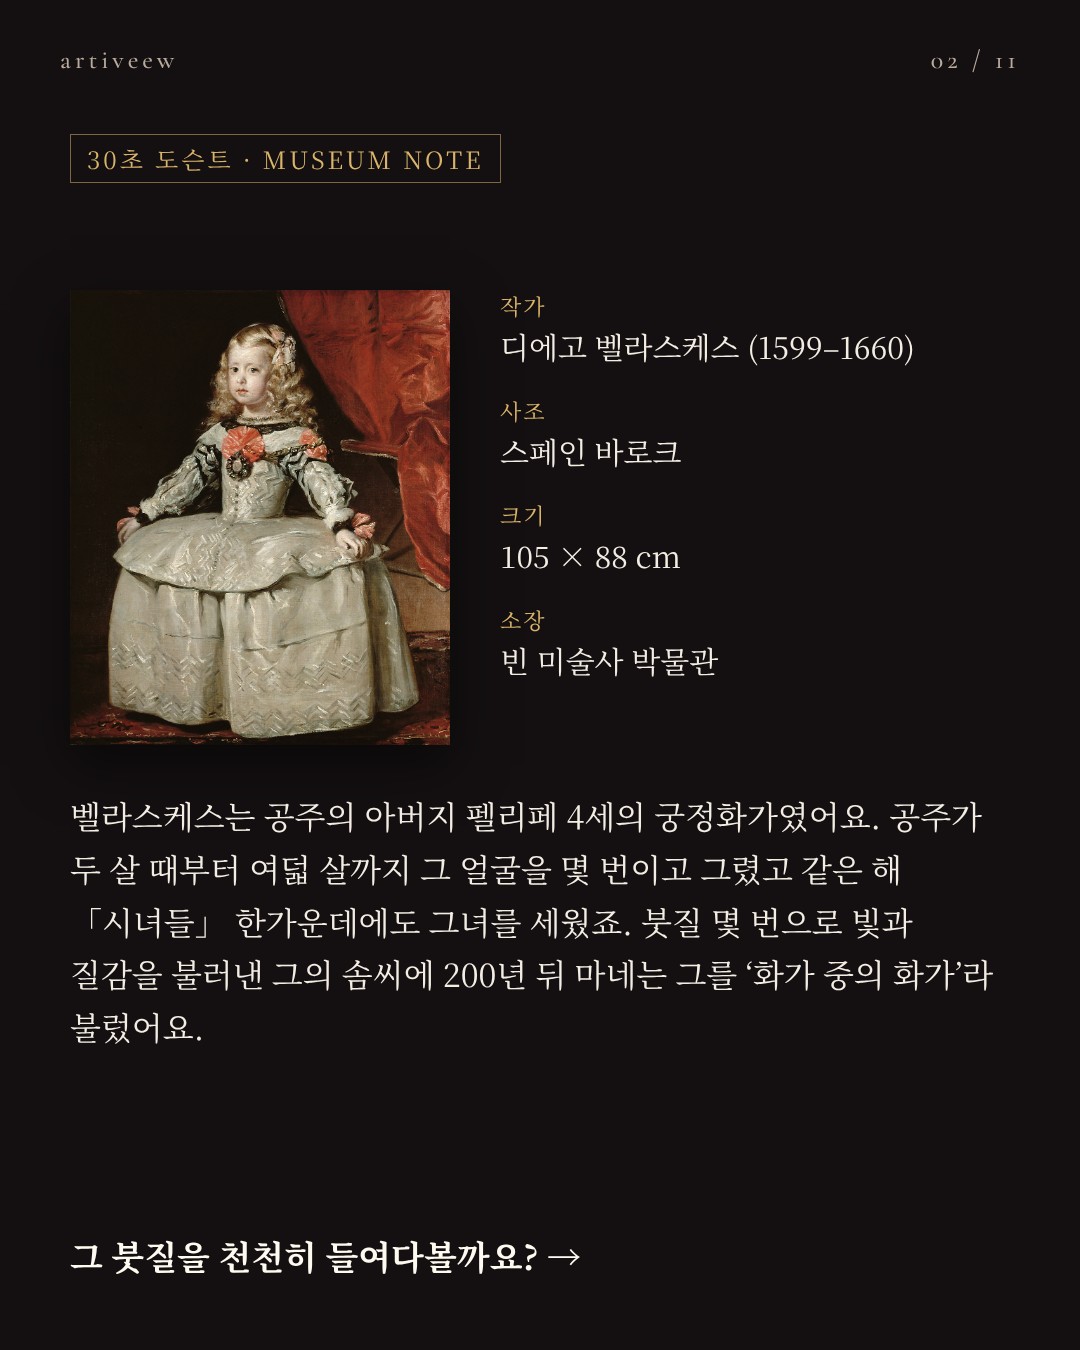 artiveew
02 / 11
30초 도슨트 · MUSEUM NOTE
작가
디에고 벨라스케스 (1599–1660)
사조
스페인 바로크
크기
105 × 88 cm
소장
빈 미술사 박물관
벨라스케스는 공주의 아버지 펠리페 4세의 궁정화가였어요. 공주가
두 살 때부터 여덟 살까지 그 얼굴을 몇 번이고 그렸고 같은 해
「시녀들」 한가운데에도 그녀를 세웠죠. 붓질 몇 번으로 빛과
질감을 불러낸 그의 솜씨에 200년 뒤 마네는 그를 ‘화가 중의 화가’라
불렀어요.
그 붓질을 천천히 들여다볼까요? →